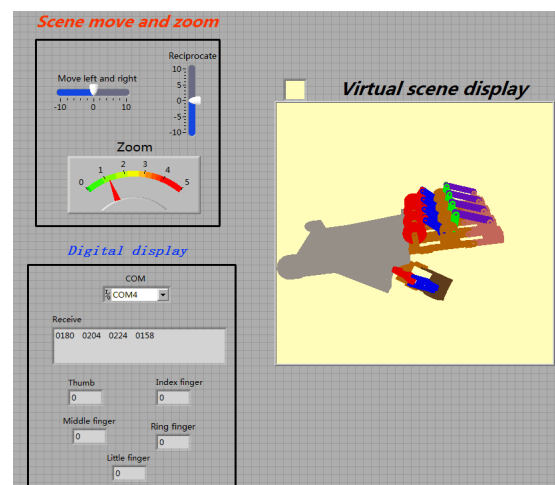 Scene move and zoom
Reciprocate
10
5
0
-5
-10
Move left and right
-10 0 10
Zoom
0 1 2 3 4 5
Virtual scene display
Digital display
COM
COM4
Receive
0180 0204 0224 0158
Thumb
0
Index finger
0
Middle finger
0
Ring finger
0
Little finger
0